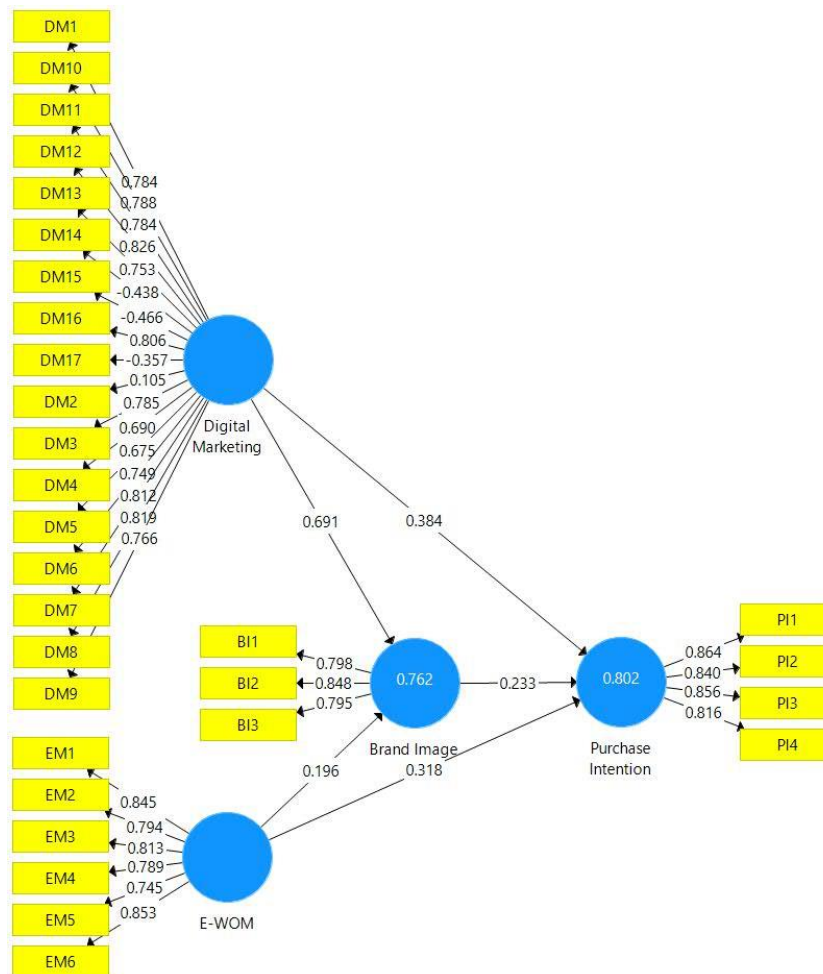 DM1
DM10
DM11
DM12
DM13
DM14
DM15
DM16
DM17
DM2
DM3
DM4
DM5
DM6
DM7
DM8
DM9
0.784
0.788
0.784
0.826
0.753
-0.438
-0.466
0.806
-0.357
0.105
0.785
0.690
0.675
0.749
0.812
0.819
0.766
Digital
Marketing
0.691
0.384
BI1
BI2
BI3
0.798
0.848
0.795
0.762
Brand Image
0.233
0.802
Purchase
Intention
0.864
0.840
0.856
0.816
PI1
PI2
PI3
PI4
0.196
0.318
EM1
EM2
EM3
EM4
EM5
EM6
0.845
0.794
0.813
0.789
0.745
0.853
E-WOM